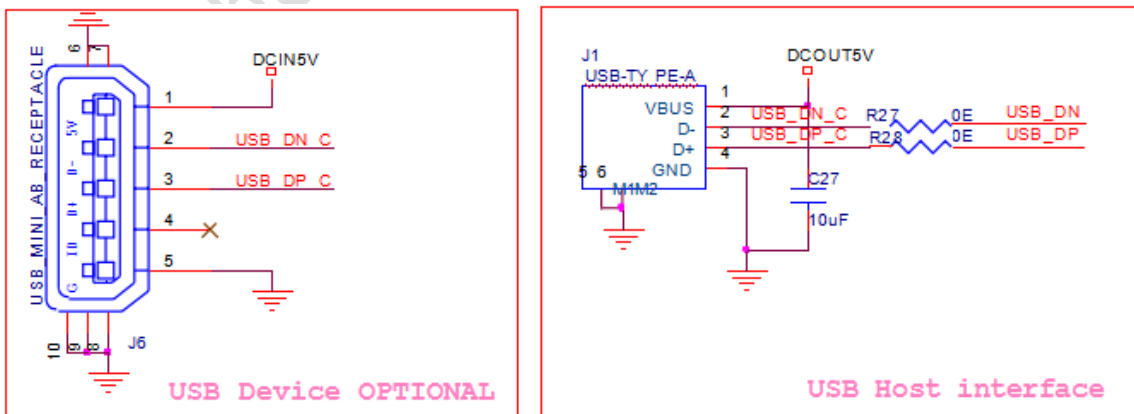 6 7
USB_MINI_AB_RECEPTACLE
DCIN5V
5V
D-
D+
ID
G
1
2 USB_DN_C
3 USB_DP_C
4
5
10 9 8
J6
USB Device OPTIONAL
J1
USB-TYPE-A
DCOUT5V
VBUS 1
D- 2 USB_DN_C R27 0E USB_DN
D+ 3 USB_DP_C R28 0E USB_DP
GND 4
5 6
M1M2
C27
10uF
USB Host interface